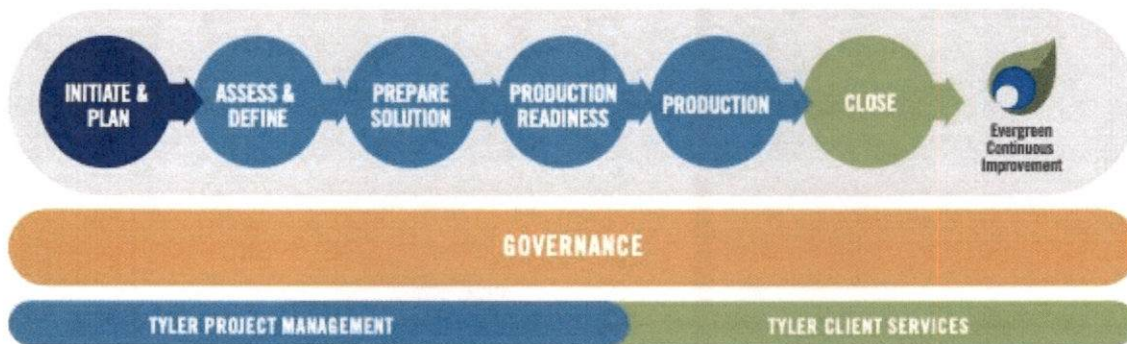 INITIATE &
PLAN
ASSESS &
DEFINE
PREPARE
SOLUTION
PRODUCTION
READINESS
PRODUCTION
CLOSE
Evergreen
Continuous
Improvement
GOVERNANCE
TYLER PROJECT MANAGEMENT
TYLER CLIENT SERVICES